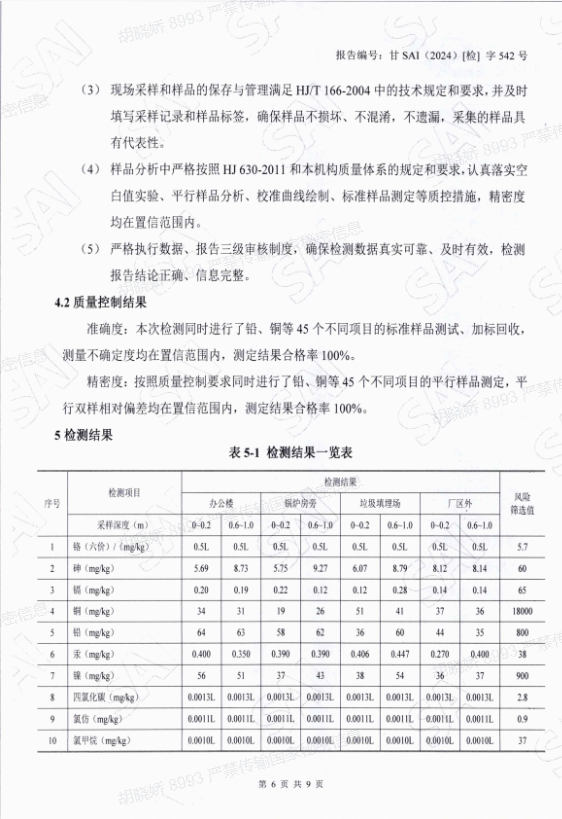 报告编号：甘 SAI（2024）[检] 字 542 号
（3） 现场采样和样品的保存与管理满足 HJ/T 166-2004 中的技术规定和要求，并及时
填写采样记录和样品标签，确保样品不损坏、不混淆，不遗漏，采集的样品具
有代表性。
（4） 样品分析中严格按照 HJ 630-2011 和本机构质量体系的规定和要求，认真落实空
白值实验、平行样品分析、校准曲线绘制、标准样品测定等质控措施，精密度
均在置信范围内。
（5） 严格执行数据、报告三级审核制度，确保检测数据真实可靠、及时有效，检测
报告结论正确、信息完整。
4.2 质量控制结果
准确度：本次检测同时进行了铅、铜等 45 个不同项目的标准样品测试、加标回收，
测量不确定度均在置信范围内，测定结果合格率 100%。
精密度：按照质量控制要求同时进行了铅、铜等 45 个不同项目的平行样品测定，平
行双样相对偏差均在置信范围内，测定结果合格率 100%。
5 检测结果
表 5-1 检测结果一览表
序号 检测项目 检测结果 风险筛选值
办公楼 锅炉房旁 垃圾填埋场 厂区外
采样深度（m） 0~0.2 0.6~1.0 0~0.2 0.6~1.0 0~0.2 0.6~1.0 0~0.2 0.6~1.0
1 铬（六价）/（mg/kg） 0.5L 0.5L 0.5L 0.5L 0.5L 0.5L 0.5L 0.5L 5.7
2 砷（mg/kg） 5.69 8.73 5.75 9.27 6.07 8.79 8.12 8.14 60
3 镉（mg/kg） 0.20 0.19 0.22 0.12 0.12 0.28 0.14 0.14 65
4 铜（mg/kg） 34 31 19 26 51 41 37 36 18000
5 铅（mg/kg） 64 63 58 62 36 60 44 35 800
6 汞（mg/kg） 0.400 0.350 0.390 0.390 0.406 0.447 0.270 0.400 38
7 镍（mg/kg） 56 51 37 43 38 54 36 37 900
8 四氯化碳（mg/kg） 0.0013L 0.0013L 0.0013L 0.0013L 0.0013L 0.0013L 0.0013L 0.0013L 2.8
9 氯仿（mg/kg） 0.0011L 0.0011L 0.0011L 0.0011L 0.0011L 0.0011L 0.0011L 0.0011L 0.9
10 氯甲烷（mg/kg） 0.0010L 0.0010L 0.0010L 0.0010L 0.0010L 0.0010L 0.0010L 0.0010L 37
第 6 页 共 9 页